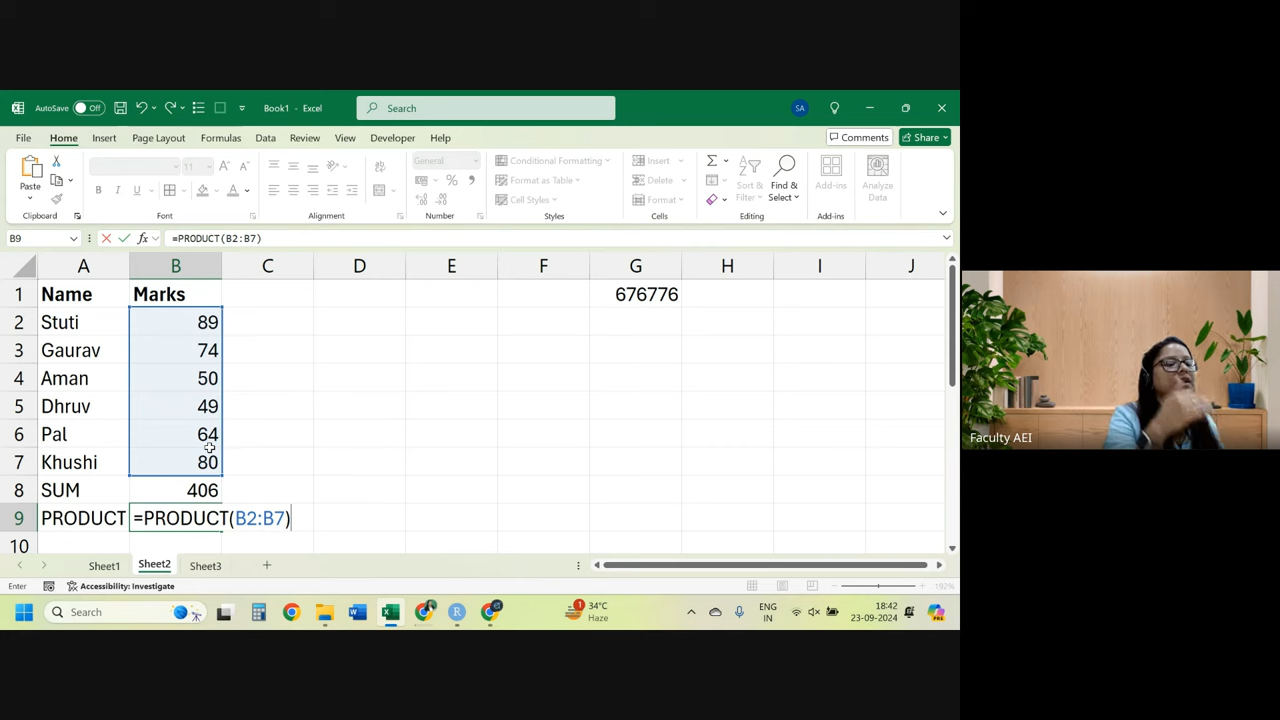 AutoSave Off Book1 - Excel Search SA
File Home Insert Page Layout Formulas Data Review View Developer Help Comments Share
Paste 11 A A General Conditional Formatting Insert Sort & Filter Find & Select Add-ins Analyze Data
B I U A % Format as Table Delete
Cell Styles Format
Clipboard Font Alignment Number Styles Cells Editing Add-ins
B9 fx =PRODUCT(B2:B7)
A B C D E F G H I J
1 Name Marks 676776
2 Stuti 89
3 Gaurav 74
4 Aman 50
5 Dhruv 49
6 Pal 64
7 Khushi 80
8 SUM 406
9 PRODUCT =PRODUCT(B2:B7)
10
Sheet1 Sheet2 Sheet3
Enter Accessibility: Investigate 192%
Search 34°C Haze ENG IN 18:42 23-09-2024
Faculty AEI